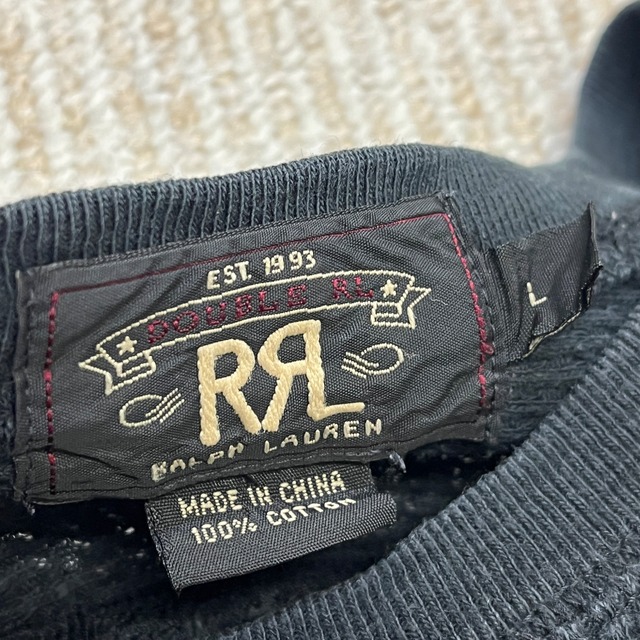 EST. 1993
DOUBLE RL
RRL
RALPH LAUREN
MADE IN CHINA
100% COTTON
L